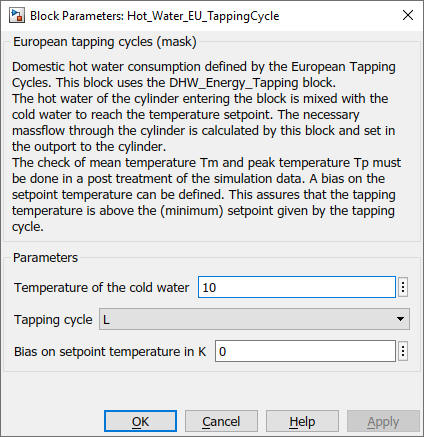 Block Parameters: Hot_Water_EU_TappingCycle
European tapping cycles (mask)
Domestic hot water consumption defined by the European Tapping
Cycles. This block uses the DHW_Energy_Tapping block.
The hot water of the cylinder entering the block is mixed with the
cold water to reach the temperature setpoint. The necessary
massflow through the cylinder is calculated by this block and set in
the outport to the cylinder.
The check of mean temperature Tm and peak temperature Tp must
be done in a post treatment of the simulation data. A bias on the
setpoint temperature can be defined. This assures that the tapping
temperature is above the (minimum) setpoint given by the tapping
cycle.
Parameters
Temperature of the cold water 10
Tapping cycle L
Bias on setpoint temperature in K 0
OK Cancel Help Apply